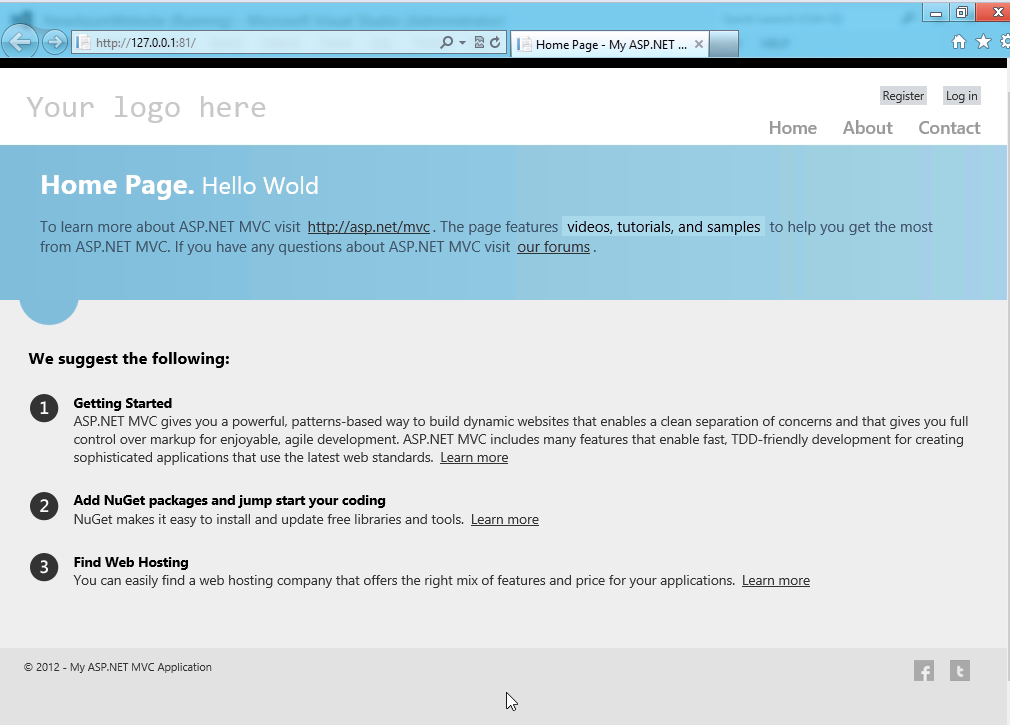 http://127.0.0.1:81/
Home Page - My ASP.NET ...
Your logo here
Register Log in
Home About Contact
Home Page. Hello Wold
To learn more about ASP.NET MVC visit http://asp.net/mvc. The page features videos, tutorials, and samples to help you get the most
from ASP.NET MVC. If you have any questions about ASP.NET MVC visit our forums.
We suggest the following:
1 Getting Started
ASP.NET MVC gives you a powerful, patterns-based way to build dynamic websites that enables a clean separation of concerns and that gives you full
control over markup for enjoyable, agile development. ASP.NET MVC includes many features that enable fast, TDD-friendly development for creating
sophisticated applications that use the latest web standards. Learn more
2 Add NuGet packages and jump start your coding
NuGet makes it easy to install and update free libraries and tools. Learn more
3 Find Web Hosting
You can easily find a web hosting company that offers the right mix of features and price for your applications. Learn more
© 2012 - My ASP.NET MVC Application